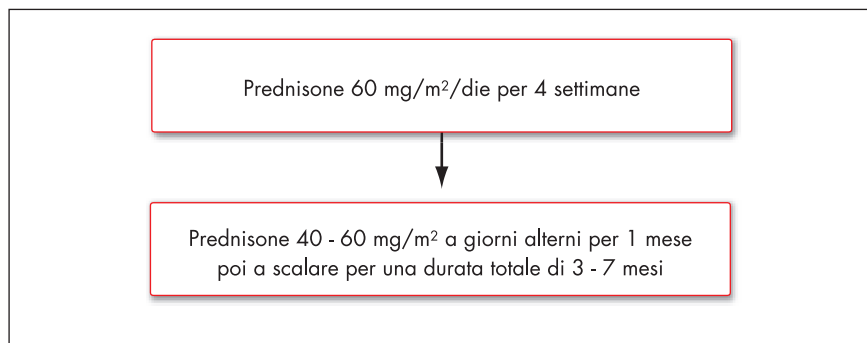 Prednisone 60 mg/m²/die per 4 settimane
Prednisone 40 - 60 mg/m² a giorni alterni per 1 mese
poi a scalare per una durata totale di 3 - 7 mesi